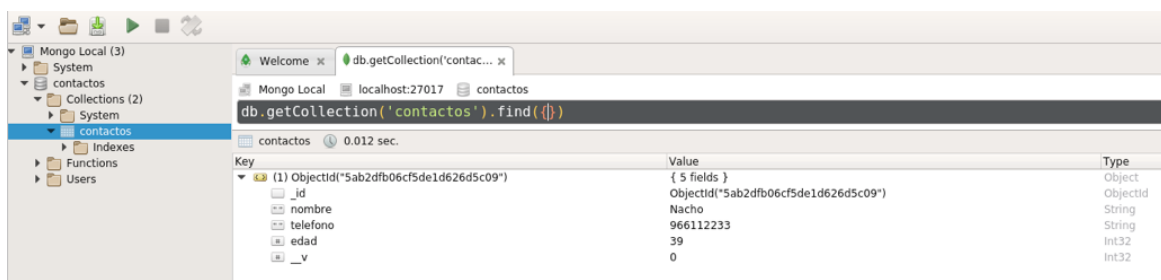 Mongo Local (3)
System
contactos
Collections (2)
System
contactos
Indexes
Functions
Users
Welcome × db.getCollection('contac... ×
Mongo Local localhost:27017 contactos
db.getCollection('contactos').find({})
contactos 0.012 sec.
Key Value Type
(1) ObjectId("5ab2dfb06cf5de1d626d5c09") { 5 fields } Object
_id ObjectId("5ab2dfb06cf5de1d626d5c09") ObjectId
nombre Nacho String
telefono 966112233 String
edad 39 Int32
__v 0 Int32